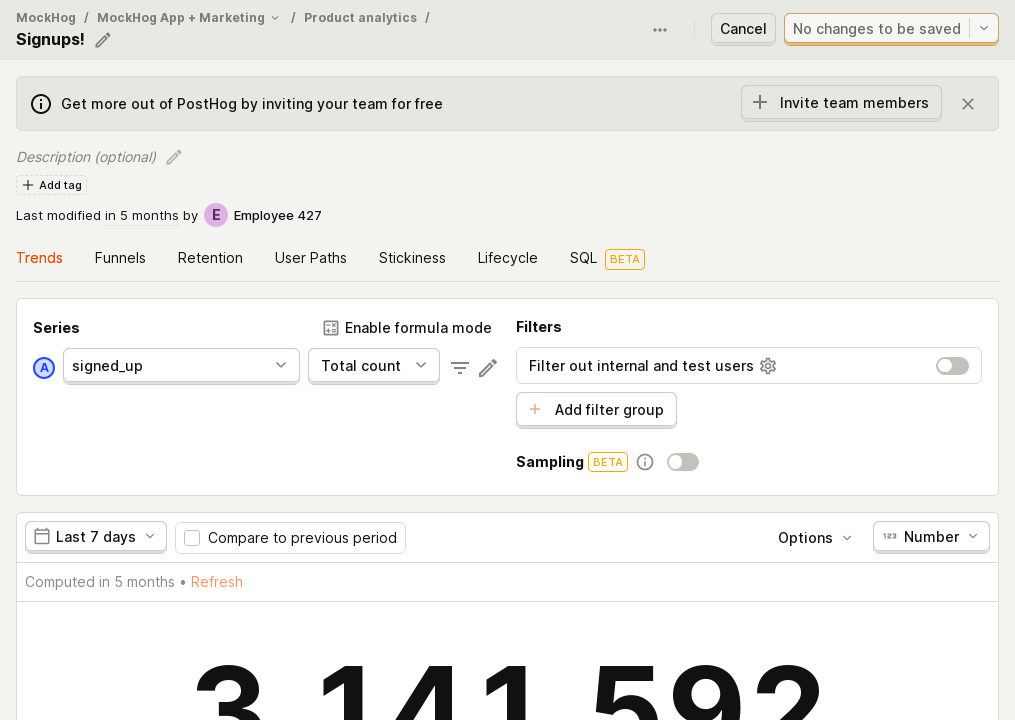 MockHog / MockHog App + Marketing / Product analytics /
Signups!
Cancel
No changes to be saved
Get more out of PostHog by inviting your team for free
Invite team members
Description (optional)
Add tag
Last modified in 5 months by E Employee 427
Trends Funnels Retention User Paths Stickiness Lifecycle SQL BETA
Series
Enable formula mode
A signed_up Total count
Filters
Filter out internal and test users
Add filter group
Sampling BETA
Last 7 days Compare to previous period Options 123 Number
Computed in 5 months • Refresh
3,141,592